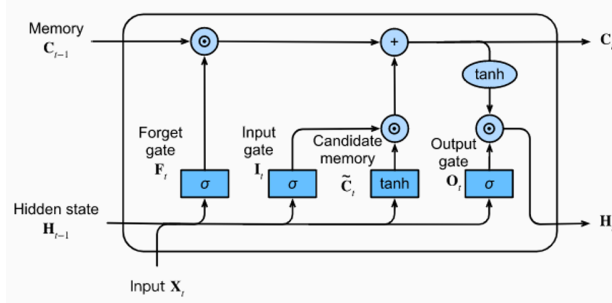 Memory
C_{t-1}
⊙
+
C
tanh
⊙
⊙
Forget
gate
F_t
Input
gate
I_t
Candidate
memory
C̃_t
Output
gate
O_t
σ
σ
tanh
σ
Hidden state
H_{t-1}
H
Input X_t